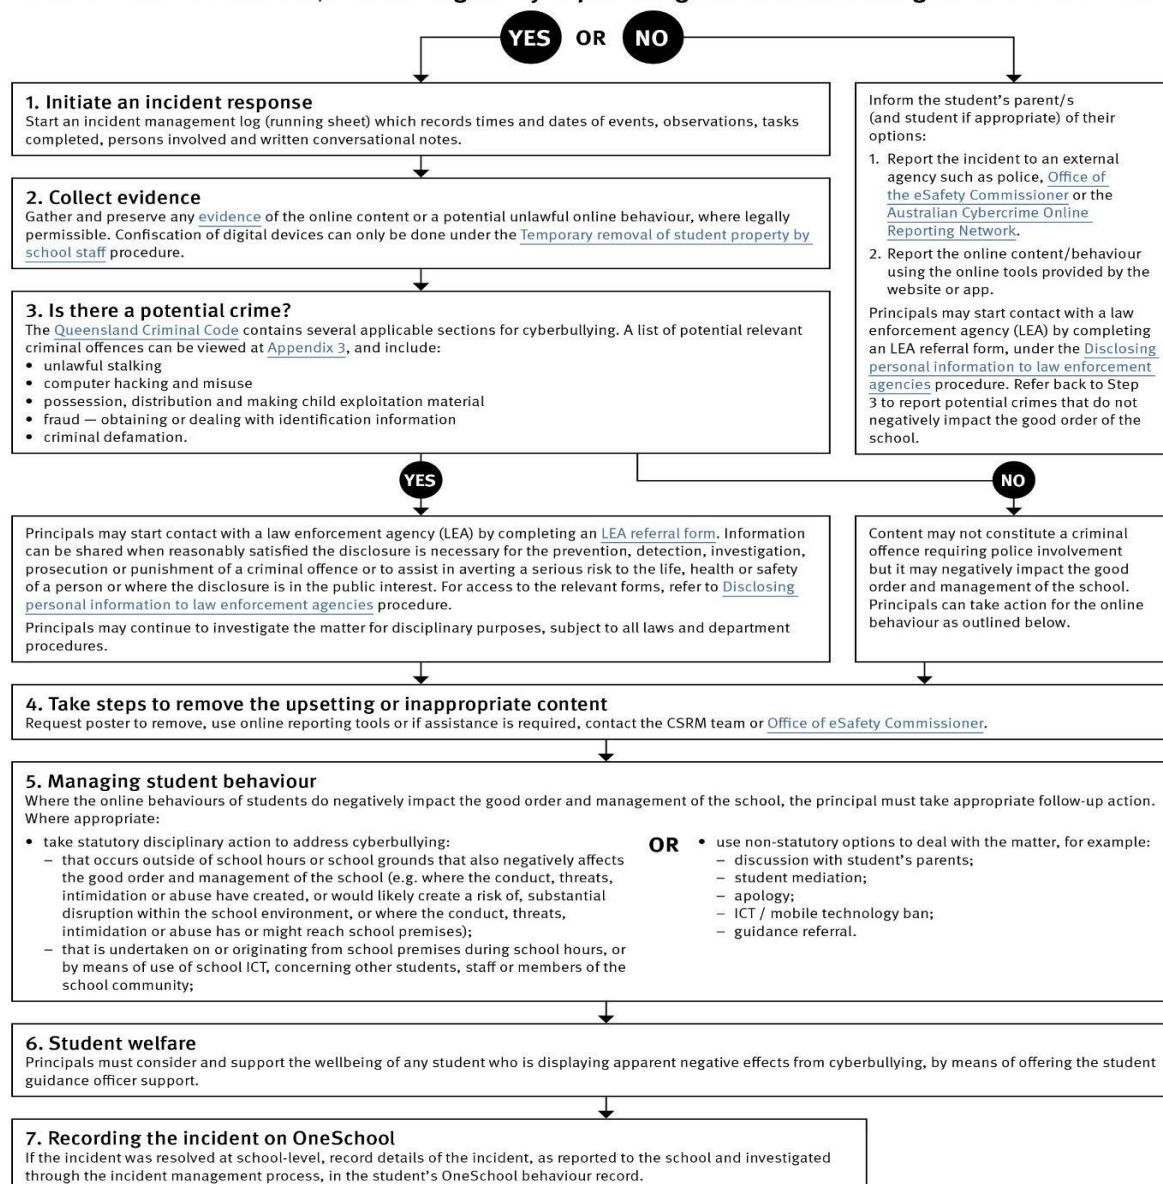 YES OR NO
1. Initiate an incident response
Start an incident management log (running sheet) which records times and dates of events, observations, tasks
completed, persons involved and written conversational notes.
Inform the student's parent/s
(and student if appropriate) of their
options:
1. Report the incident to an external
agency such as police, Office of
the eSafety Commissioner or the
Australian Cybercrime Online
Reporting Network.
2. Report the online content/behaviour
using the online tools provided by the
website or app.
Principals may start contact with a law
enforcement agency (LEA) by completing
an LEA referral form, under the Disclosing
personal information to law enforcement
agencies procedure. Refer back to Step
3 to report potential crimes that do not
negatively impact the good order of the
school.
2. Collect evidence
Gather and preserve any evidence of the online content or a potential unlawful online behaviour, where legally
permissible. Confiscation of digital devices can only be done under the Temporary removal of student property by
school staff procedure.
3. Is there a potential crime?
The Queensland Criminal Code contains several applicable sections for cyberbullying. A list of potential relevant
criminal offences can be viewed at Appendix 3, and include:
• unlawful stalking
• computer hacking and misuse
• possession, distribution and making child exploitation material
• fraud — obtaining or dealing with identification information
• criminal defamation.
YES
NO
Principals may start contact with a law enforcement agency (LEA) by completing an LEA referral form. Information
can be shared when reasonably satisfied the disclosure is necessary for the prevention, detection, investigation,
prosecution or punishment of a criminal offence or to assist in averting a serious risk to the life, health or safety
of a person or where the disclosure is in the public interest. For access to the relevant forms, refer to Disclosing
personal information to law enforcement agencies procedure.
Principals may continue to investigate the matter for disciplinary purposes, subject to all laws and department
procedures.
Content may not constitute a criminal
offence requiring police involvement
but it may negatively impact the good
order and management of the school.
Principals can take action for the online
behaviour as outlined below.
4. Take steps to remove the upsetting or inappropriate content
Request poster to remove, use online reporting tools or if assistance is required, contact the CSRM team or Office of eSafety Commissioner.
5. Managing student behaviour
Where the online behaviours of students do negatively impact the good order and management of the school, the principal must take appropriate follow-up action.
Where appropriate:
• take statutory disciplinary action to address cyberbullying:
– that occurs outside of school hours or school grounds that also negatively affects
the good order and management of the school (e.g. where the conduct, threats,
intimidation or abuse have created, or would likely create a risk of, substantial
disruption within the school environment, or where the conduct, threats,
intimidation or abuse has or might reach school premises);
– that is undertaken on or originating from school premises during school hours, or
by means of use of school ICT, concerning other students, staff or members of the
school community;
OR
• use non-statutory options to deal with the matter, for example:
– discussion with student's parents;
– student mediation;
– apology;
– ICT / mobile technology ban;
– guidance referral.
6. Student welfare
Principals must consider and support the wellbeing of any student who is displaying apparent negative effects from cyberbullying, by means of offering the student
guidance officer support.
7. Recording the incident on OneSchool
If the incident was resolved at school-level, record details of the incident, as reported to the school and investigated
through the incident management process, in the student's OneSchool behaviour record.